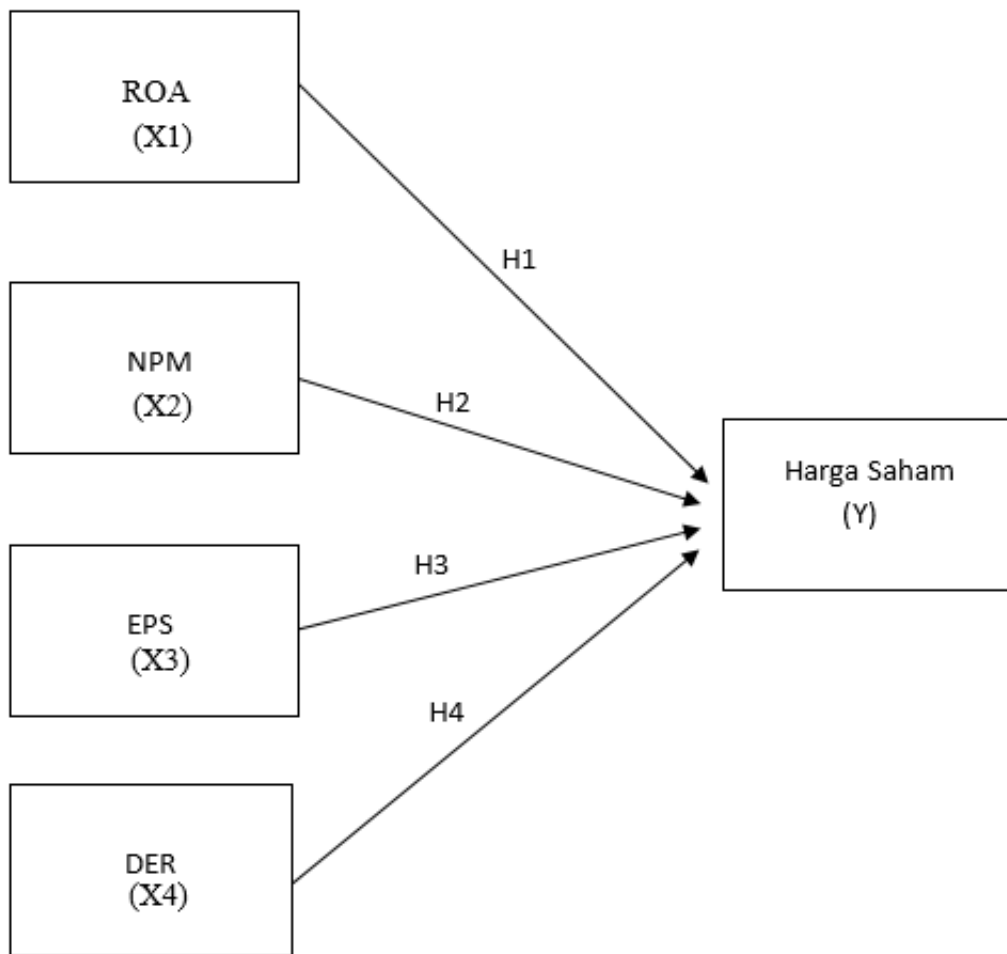 ROA
(X1)
H1
NPM
(X2)
H2
Harga Saham
(Y)
EPS
(X3)
H3
H4
DER
(X4)